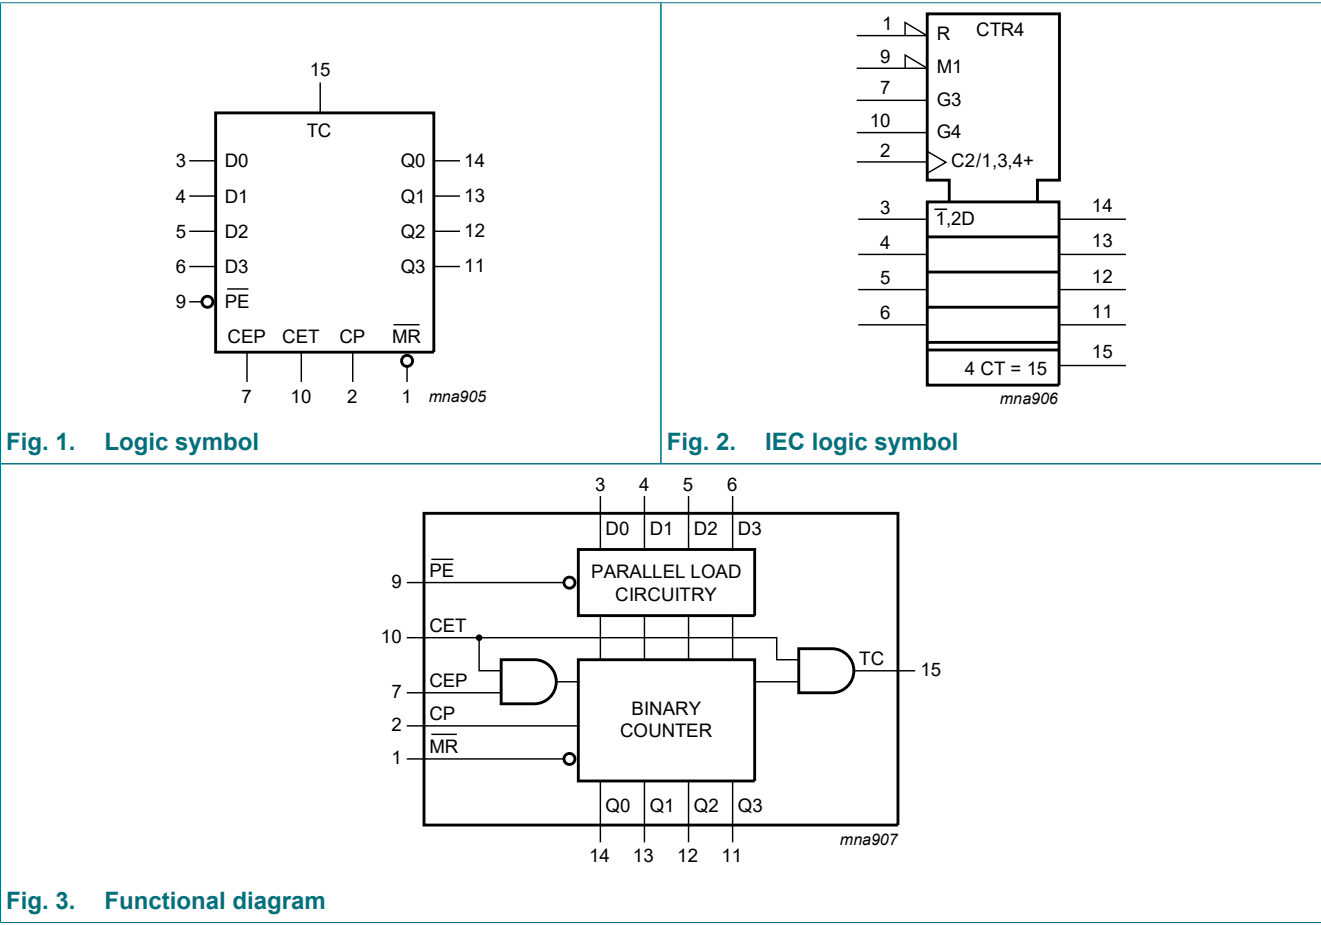 15
TC
3 D0 Q0 14
4 D1 Q1 13
5 D2 Q2 12
6 D3 Q3 11
9 P̅E̅
CEP CET CP M̅R̅
7 10 2 1 mna905
Fig. 1. Logic symbol
1 R CTR4
9 M1
7 G3
10 G4
2 C2/1,3,4+
3 1̅,2D 14
4 13
5 12
6 11
15
4 CT = 15
mna906
Fig. 2. IEC logic symbol
3 4 5 6
D0 D1 D2 D3
9 P̅E̅
PARALLEL LOAD
CIRCUITRY
10 CET
TC 15
7 CEP
2 CP
1 M̅R̅
BINARY
COUNTER
Q0 Q1 Q2 Q3
14 13 12 11
mna907
Fig. 3. Functional diagram